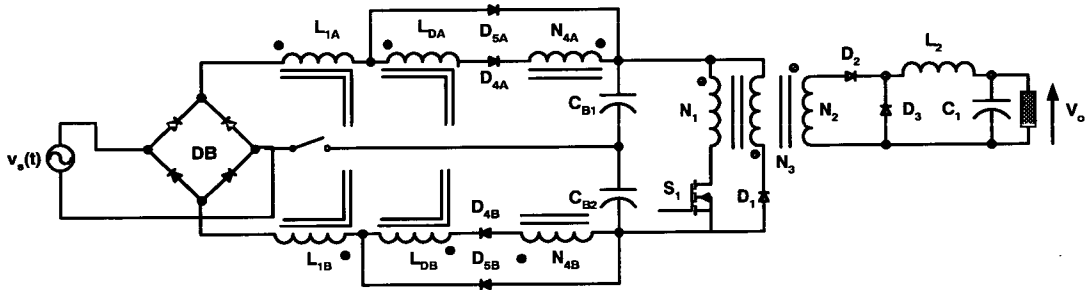 L1A
LDA
D5A
N4A
D4A
CB1
N1
N2
D2
L2
D3
C1
Vo
vs(t)
DB
N3
S1
D1
CB2
D4B
D5B
L1B
LDB
N4B